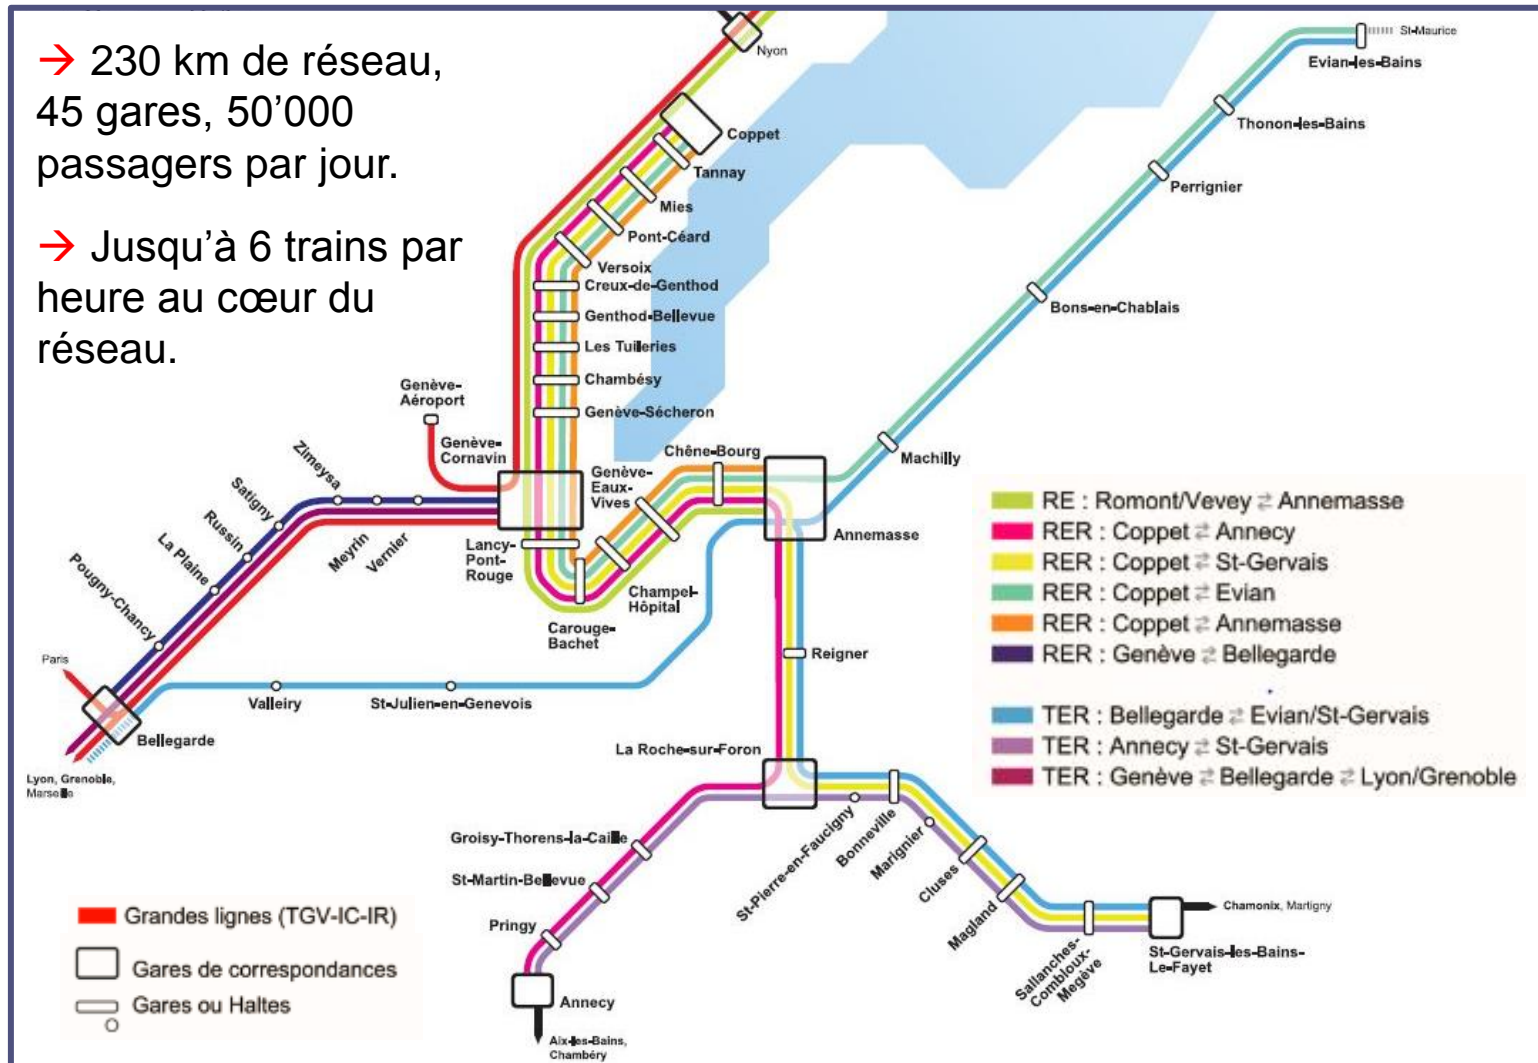 → 230 km de réseau,
45 gares, 50’000
passagers par jour.
→ Jusqu’à 6 trains par
heure au cœur du
réseau.
Nyon
Coppet
Tannay
Mies
Pont-Céard
Versoix
Creux-de-Genthod
Genthod-Bellevue
Les Tuileries
Chambésy
Genève-Sécheron
St-Maurice
Evian-les-Bains
Thonon-les-Bains
Perrignier
Bons-en-Chablais
Machilly
Genève-
Aéroport
Genève-
Cornavin
Zimeysa
Satigny
Russin
La Plaine
Pougny-Chancy
Meyrin
Vernier
Genève-
Eaux-
Vives
Chêne-Bourg
Annemasse
Lancy-
Pont-
Rouge
Carouge-
Bachet
Champel-
Hôpital
Paris
Bellegarde
Lyon, Grenoble,
Marseille
Valleiry
St-Julien-en-Genevois
Reigner
La Roche-sur-Foron
Groisy-Thorens-la-Caille
St-Martin-Bellevue
Pringy
Annecy
Aix-les-Bains,
Chambéry
St-Pierre-en-Faucigny
Bonneville
Marignier
Cluses
Magland
Sallanches-
Combloux-
Megève
Chamonix, Martigny
St-Gervais-les-Bains-
Le-Fayet
RE : Romont/Vevey ⇄ Annemasse
RER : Coppet ⇄ Annecy
RER : Coppet ⇄ St-Gervais
RER : Coppet ⇄ Evian
RER : Coppet ⇄ Annemasse
RER : Genève ⇄ Bellegarde
TER : Bellegarde ⇄ Evian/St-Gervais
TER : Annecy ⇄ St-Gervais
TER : Genève ⇄ Bellegarde ⇄ Lyon/Grenoble
Grandes lignes (TGV-IC-IR)
Gares de correspondances
Gares ou Haltes